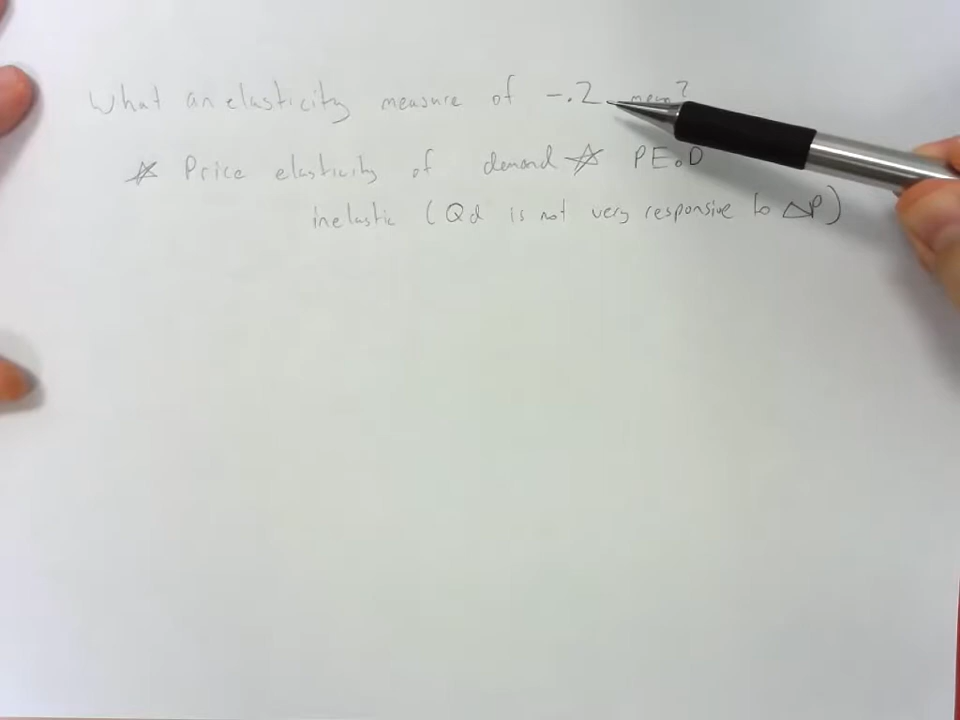 What an elasticity measure of -.2 mean?
☆ Price elasticity of demand ☆ PEoD
inelastic (Qd is not very responsive to ΔP)